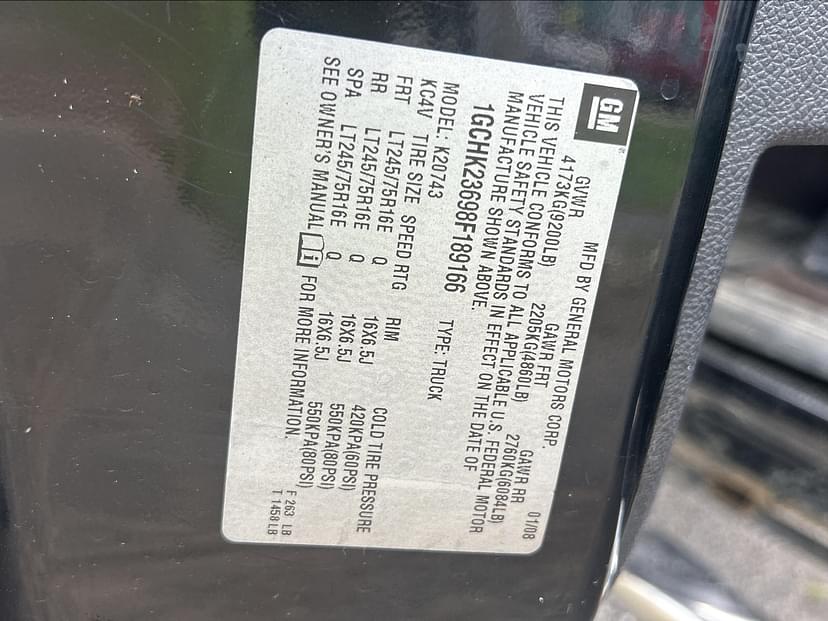 GM
MFD BY GENERAL MOTORS CORP. 01/08
GVWR GAWR FRT GAWR RR
4173KG(9200LB) 2205KG(4860LB) 2760KG(6084LB)
THIS VEHICLE CONFORMS TO ALL APPLICABLE U.S. FEDERAL MOTOR
VEHICLE SAFETY STANDARDS IN EFFECT ON THE DATE OF
MANUFACTURE SHOWN ABOVE.
1GCHK23698F189166 TYPE: TRUCK
MODEL: K20743
KC4V TIRE SIZE SPEED RTG RIM COLD TIRE PRESSURE
FRT LT245/75R16E Q 16X6.5J 420KPA(60PSI)
RR LT245/75R16E Q 16X6.5J 550KPA(80PSI)
SPA LT245/75R16E Q 16X6.5J 550KPA(80PSI)
SEE OWNER'S MANUAL i FOR MORE INFORMATION.
F 263 LB
T 1458 LB